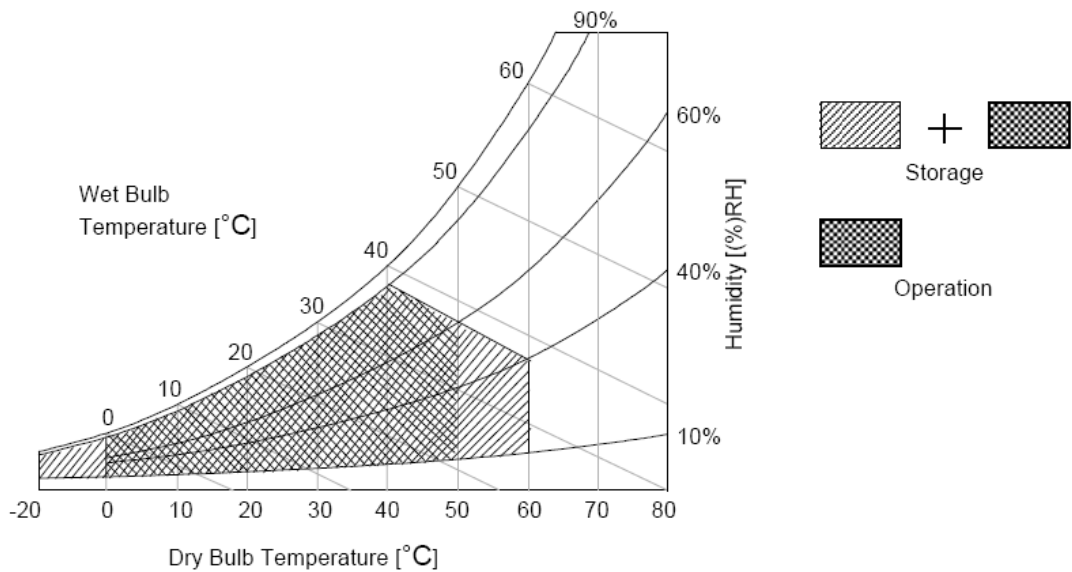 90%
60
60%
50
Storage
Wet Bulb
Temperature [°C]
40
40%
Humidity [(%)RH]
Operation
30
20
10
0
10%
-20 0 10 20 30 40 50 60 70 80
Dry Bulb Temperature [°C]